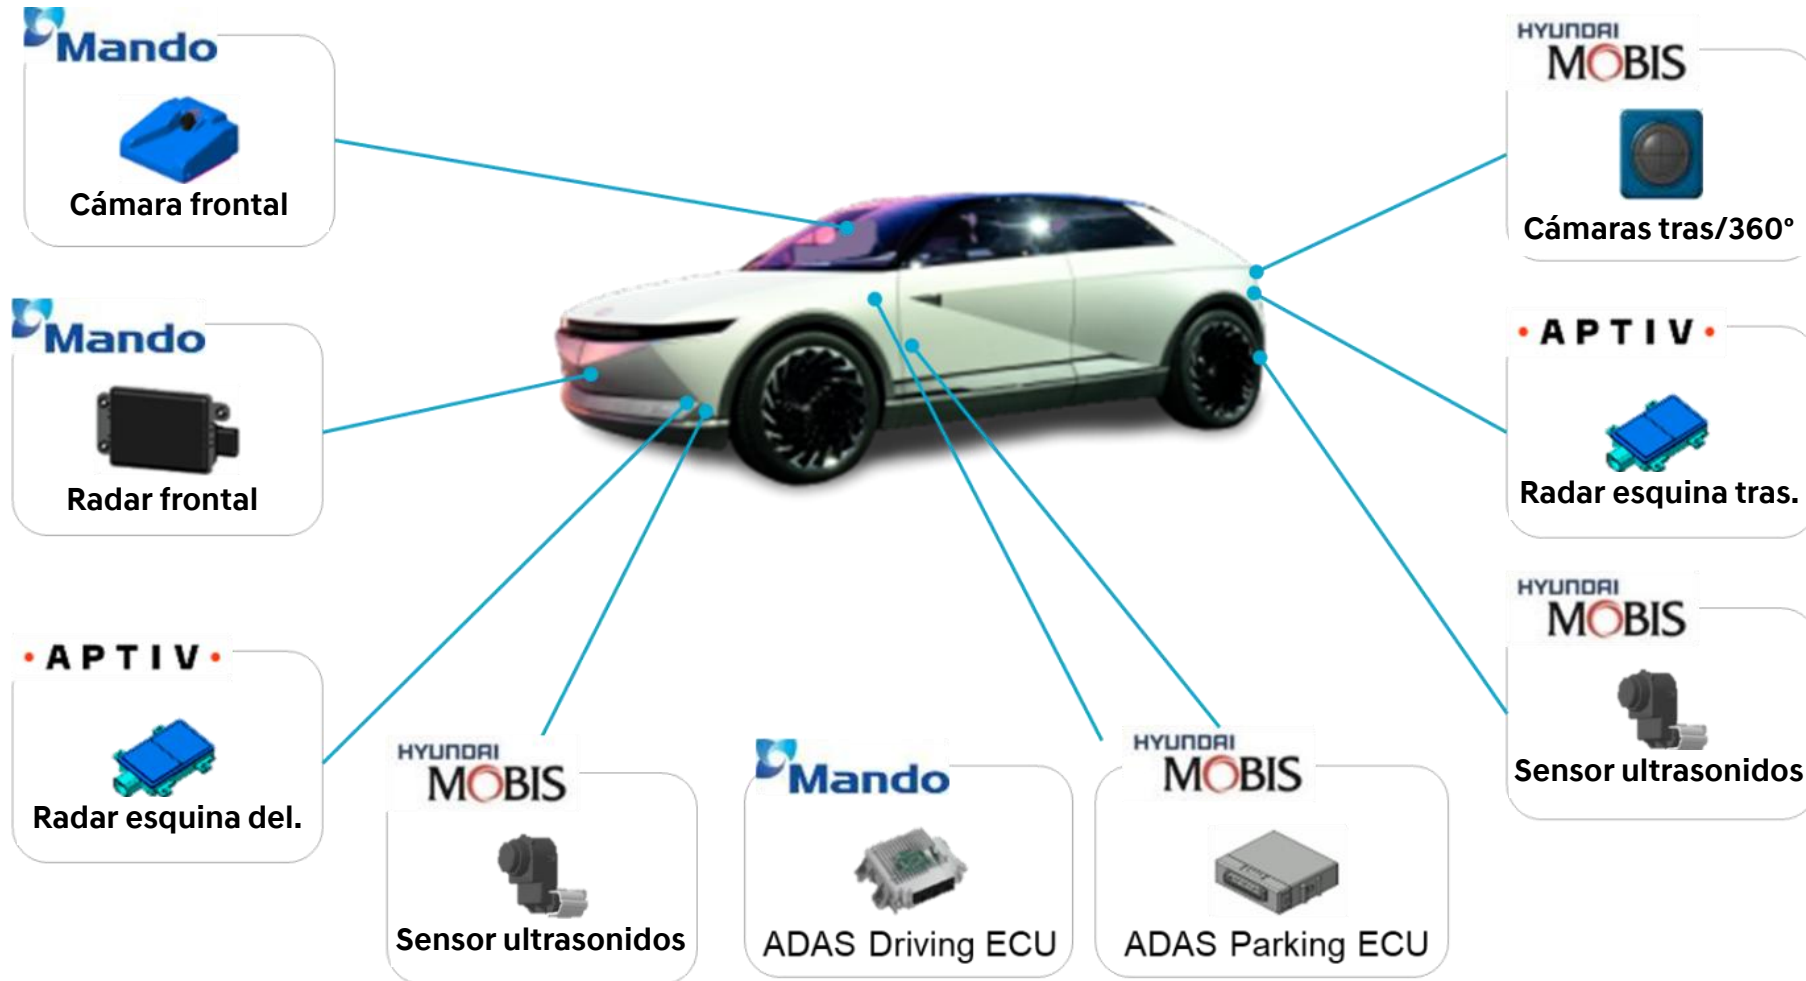 Mando
Cámara frontal
HYUNDAI
MOBIS
Cámaras tras/360º
Mando
Radar frontal
• APTIV •
Radar esquina tras.
• APTIV •
Radar esquina del.
HYUNDAI
MOBIS
Sensor ultrasonidos
HYUNDAI
MOBIS
Sensor ultrasonidos
Mando
ADAS Driving ECU
HYUNDAI
MOBIS
ADAS Parking ECU